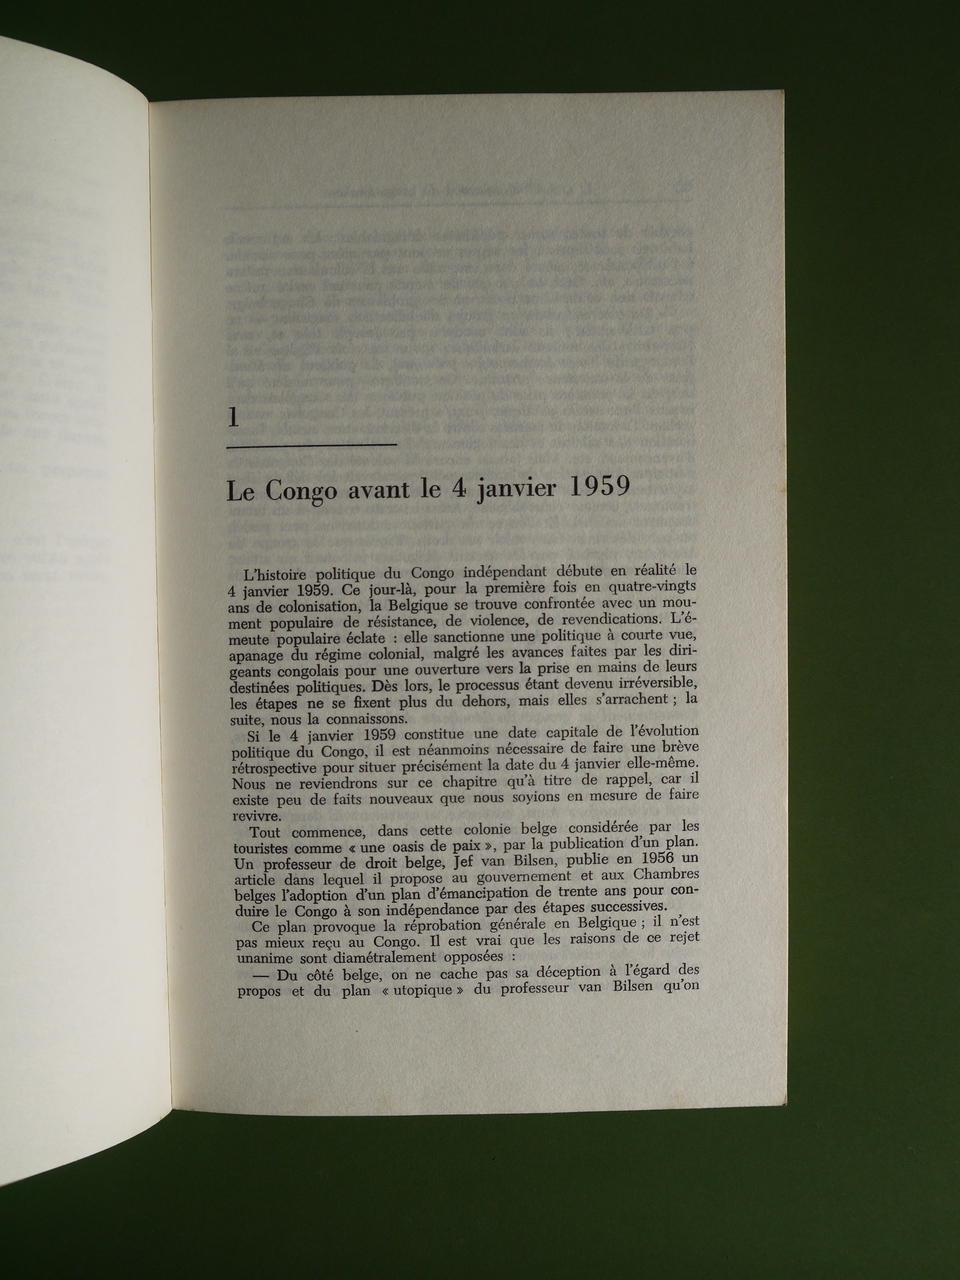 1
Le Congo avant le 4 janvier 1959
L'histoire politique du Congo indépendant débute en réalité le
4 janvier 1959. Ce jour-là, pour la première fois en quatre-vingts
ans de colonisation, la Belgique se trouve confrontée avec un mou-
ment populaire de résistance, de violence, de revendications. L'é-
meute populaire éclate : elle sanctionne une politique à courte vue,
apanage du régime colonial, malgré les avances faites par les diri-
geants congolais pour une ouverture vers la prise en mains de leurs
destinées politiques. Dès lors, le processus étant devenu irréversible,
les étapes ne se fixent plus du dehors, mais elles s'arrachent ; la
suite, nous la connaissons.
Si le 4 janvier 1959 constitue une date capitale de l'évolution
politique du Congo, il est néanmoins nécessaire de faire une brève
rétrospective pour situer précisément la date du 4 janvier elle-même.
Nous ne reviendrons sur ce chapitre qu'à titre de rappel, car il
existe peu de faits nouveaux que nous soyions en mesure de faire
revivre.
Tout commence, dans cette colonie belge considérée par les
touristes comme « une oasis de paix », par la publication d'un plan.
Un professeur de droit belge, Jef van Bilsen, publie en 1956 un
article dans lequel il propose au gouvernement et aux Chambres
belges l'adoption d'un plan d'émancipation de trente ans pour con-
duire le Congo à son indépendance par des étapes successives.
Ce plan provoque la réprobation générale en Belgique ; il n'est
pas mieux reçu au Congo. Il est vrai que les raisons de ce rejet
unanime sont diamétralement opposées :
— Du côté belge, on ne cache pas sa déception à l'égard des
propos et du plan « utopique » du professeur van Bilsen qu'on